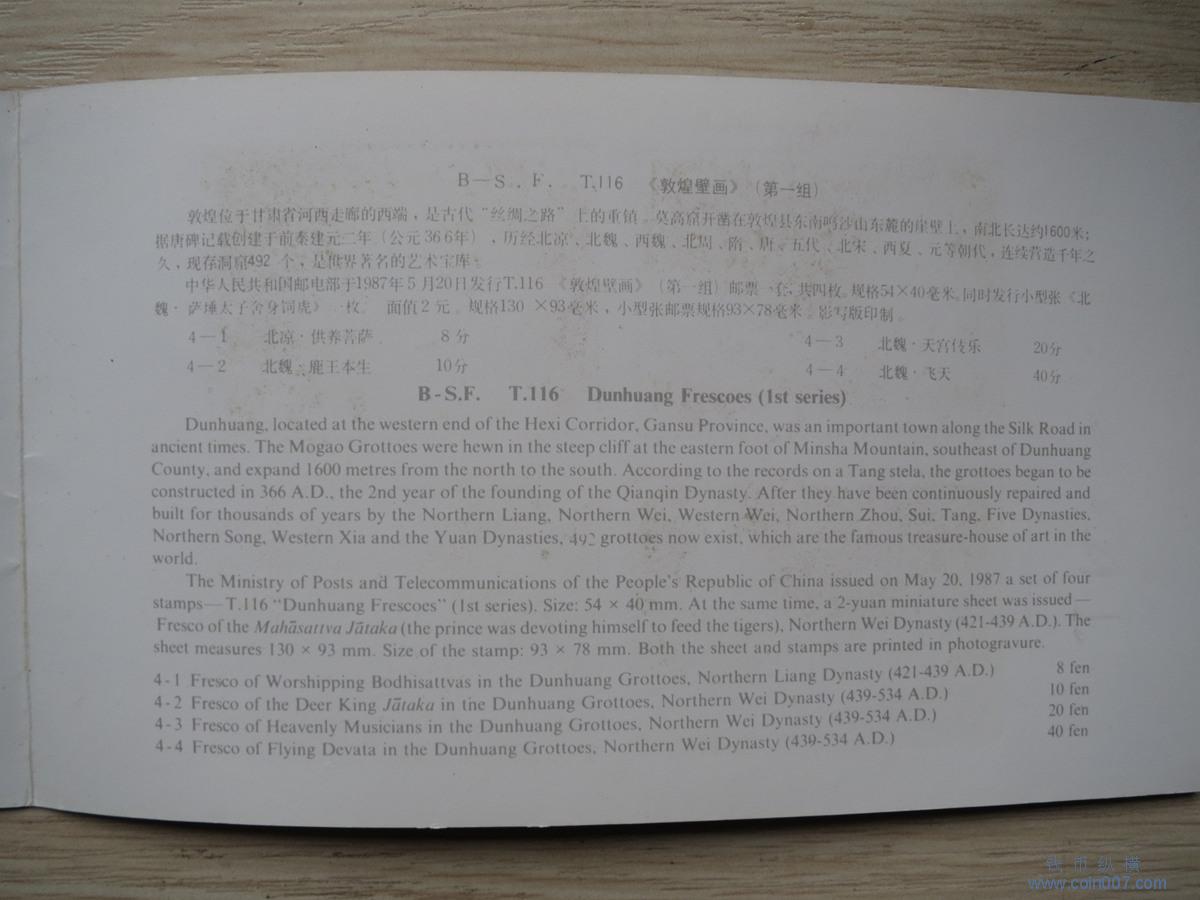 B—S.F. T.116 《敦煌壁画》(第一组)
敦煌位于甘肃省河西走廊的西端,是古代“丝绸之路”上的重镇。莫高窟开凿在敦煌县东南鸣沙山东麓的崖壁上,南北长达约1600米;
据唐碑记载创建于前秦建元二年(公元366年),历经北凉、北魏、西魏、北周、隋、唐、五代、北宋、西夏、元等朝代,连续营造千年之
久,现存洞窟492个,是世界著名的艺术宝库。
中华人民共和国邮电部于1987年5月20日发行T.116《敦煌壁画》(第一组)邮票一套,共四枚。规格54×40毫米。同时发行小型张《北
魏·萨埵太子舍身饲虎》一枚。 面值2元。规格130×93毫米,小型张邮票规格93×78毫米。影写版印制。
4—1 北凉·供养菩萨 8分 4—3 北魏·天宫伎乐 20分
4—2 北魏·鹿王本生 10分 4—4 北魏·飞天 40分
B-S.F. T.116 Dunhuang Frescoes (1st series)
Dunhuang, located at the western end of the Hexi Corridor, Gansu Province, was an important town along the Silk Road in
ancient times. The Mogao Grottoes were hewn in the steep cliff at the eastern foot of Minsha Mountain, southeast of Dunhuang
County, and expand 1600 metres from the north to the south. According to the records on a Tang stela, the grottoes began to be
constructed in 366 A.D., the 2nd year of the founding of the Qianqin Dynasty. After they have been continuously repaired and
built for thousands of years by the Northern Liang, Northern Wei, Western Wei, Northern Zhou, Sui, Tang, Five Dynasties,
Northern Song, Western Xia and the Yuan Dynasties, 492 grottoes now exist, which are the famous treasure-house of art in the
world.
The Ministry of Posts and Telecommunications of the People's Republic of China issued on May 20, 1987 a set of four
stamps—T.116 “Dunhuang Frescoes” (1st series). Size: 54 × 40 mm. At the same time, a 2-yuan miniature sheet was issued—
Fresco of the Mahāsattva Jātaka (the prince was devoting himself to feed the tigers), Northern Wei Dynasty (421-439 A.D.). The
sheet measures 130 × 93 mm. Size of the stamp: 93 × 78 mm. Both the sheet and stamps are printed in photogravure.
4-1 Fresco of Worshipping Bodhisattvas in the Dunhuang Grottoes, Northern Liang Dynasty (421-439 A.D.) 8 fen
4-2 Fresco of the Deer King Jātaka in the Dunhuang Grottoes, Northern Wei Dynasty (439-534 A.D.) 10 fen
4-3 Fresco of Heavenly Musicians in the Dunhuang Grottoes, Northern Wei Dynasty (439-534 A.D.) 20 fen
4-4 Fresco of Flying Devata in the Dunhuang Grottoes, Northern Wei Dynasty (439-534 A.D.) 40 fen
钱币纵横
www.coin007.com